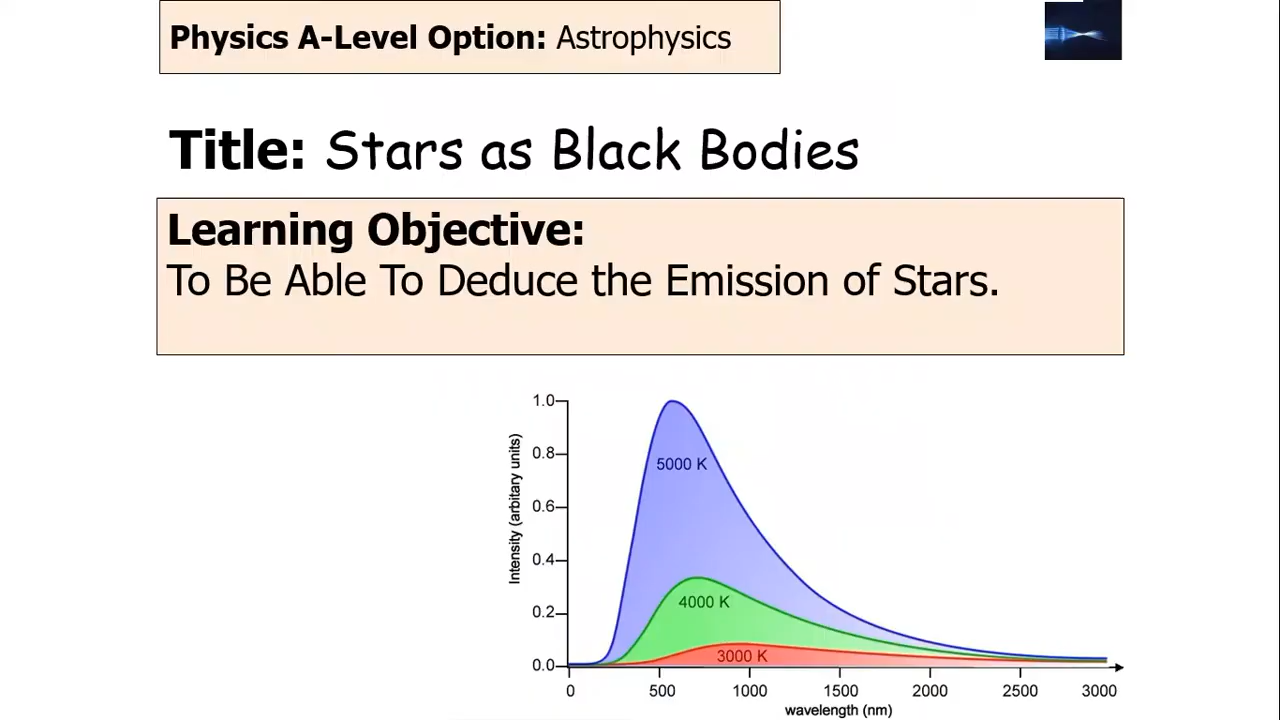 Physics A-Level Option: Astrophysics
Title: Stars as Black Bodies
Learning Objective:
To Be Able To Deduce the Emission of Stars.
Intensity (arbitary units)
1.0
0.8
0.6
0.4
0.2
0.0
5000 K
4000 K
3000 K
0 500 1000 1500 2000 2500 3000
wavelength (nm)